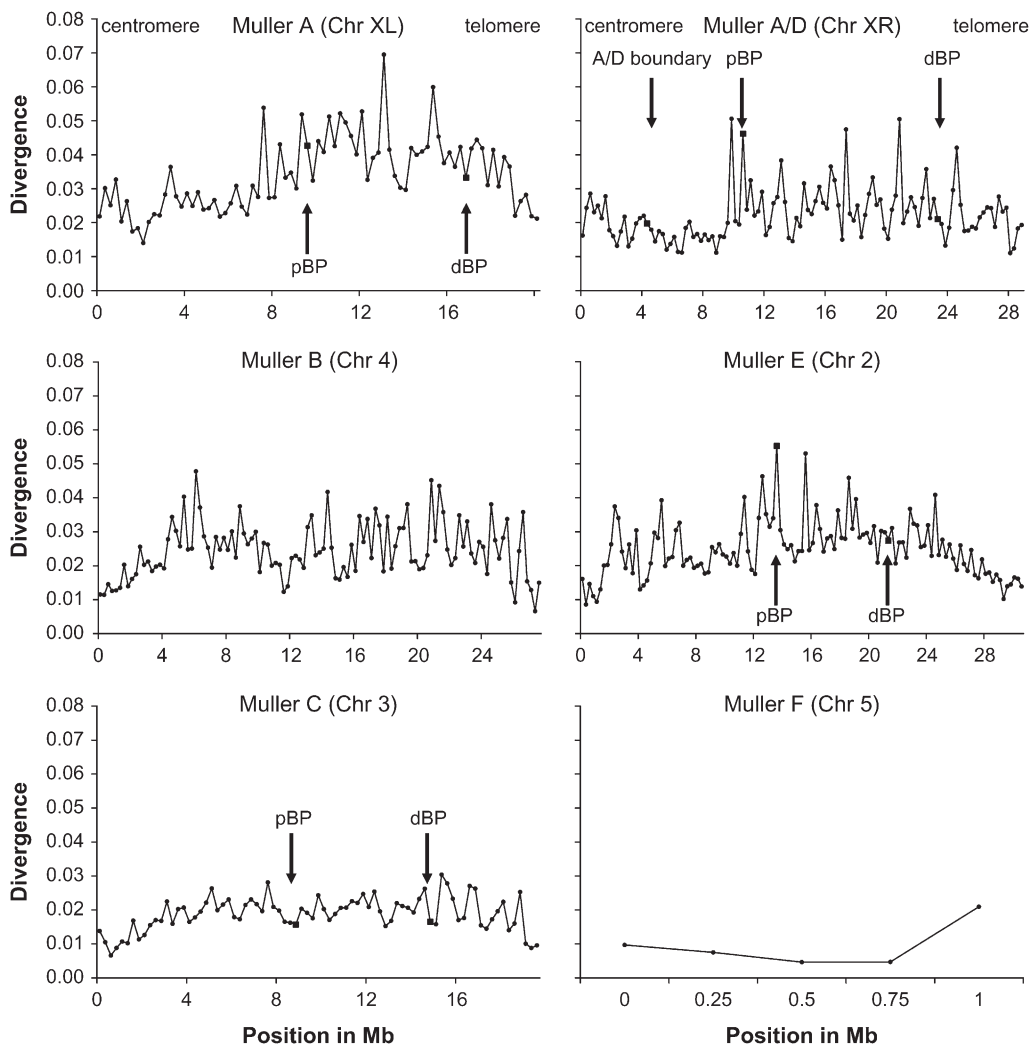 Muller A (Chr XL)
centromere
telomere
Divergence
0.08
0.07
0.06
0.05
0.04
0.03
0.02
0.01
0.00
pBP
dBP
0
4
8
12
16
Muller A/D (Chr XR)
centromere
telomere
A/D boundary
pBP
dBP
0
4
8
12
16
20
24
28
Muller B (Chr 4)
Divergence
0.08
0.07
0.06
0.05
0.04
0.03
0.02
0.01
0.00
0
4
8
12
16
20
24
Muller E (Chr 2)
pBP
dBP
0
4
8
12
16
20
24
28
Muller C (Chr 3)
Divergence
0.08
0.07
0.06
0.05
0.04
0.03
0.02
0.01
0.00
pBP
dBP
0
4
8
12
16
Position in Mb
Muller F (Chr 5)
0
0.25
0.5
0.75
1
Position in Mb